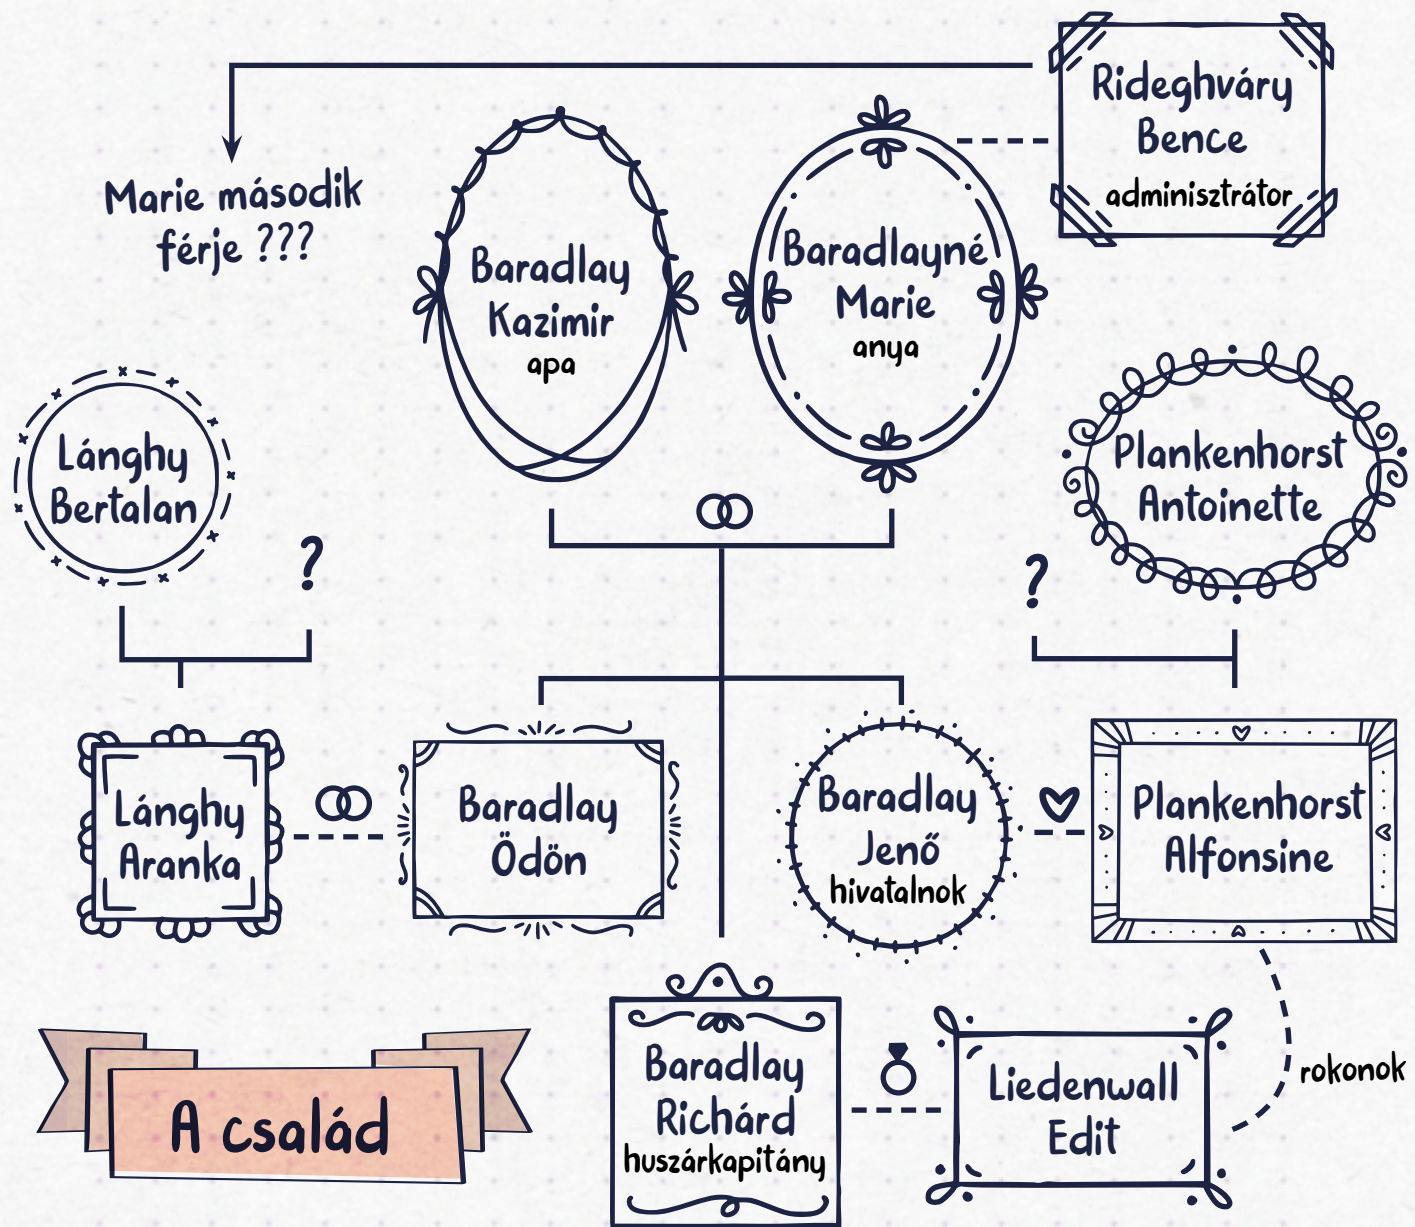 Rideghváry
Bence
adminisztrátor
Marie második
férje ???
Baradlay
Kazimir
apa
Baradlayné
Marie
anya
Lánghy
Bertalan
?
Plankenhorst
Antoinette
?
Lánghy
Aranka
Baradlay
Ödön
Baradlay
Jenő
hivatalnok
Plankenhorst
Alfonsine
rokonok
Baradlay
Richárd
huszárkapitány
Liedenwall
Edit
A család